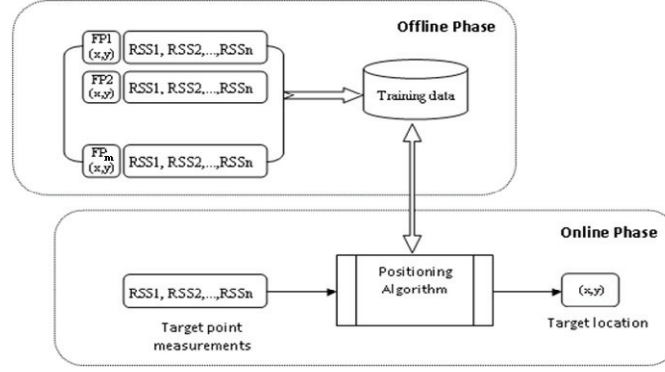 Offline Phase
FP1
(x,y)
RSS1, RSS2,...,RSSn
FP2
(x,y)
RSS1, RSS2,...,RSSn
FPm
(x,y)
RSS1, RSS2,...,RSSn
Training data
Online Phase
RSS1, RSS2,...,RSSn
Target point
measurements
Positioning
Algorithm
(x,y)
Target location